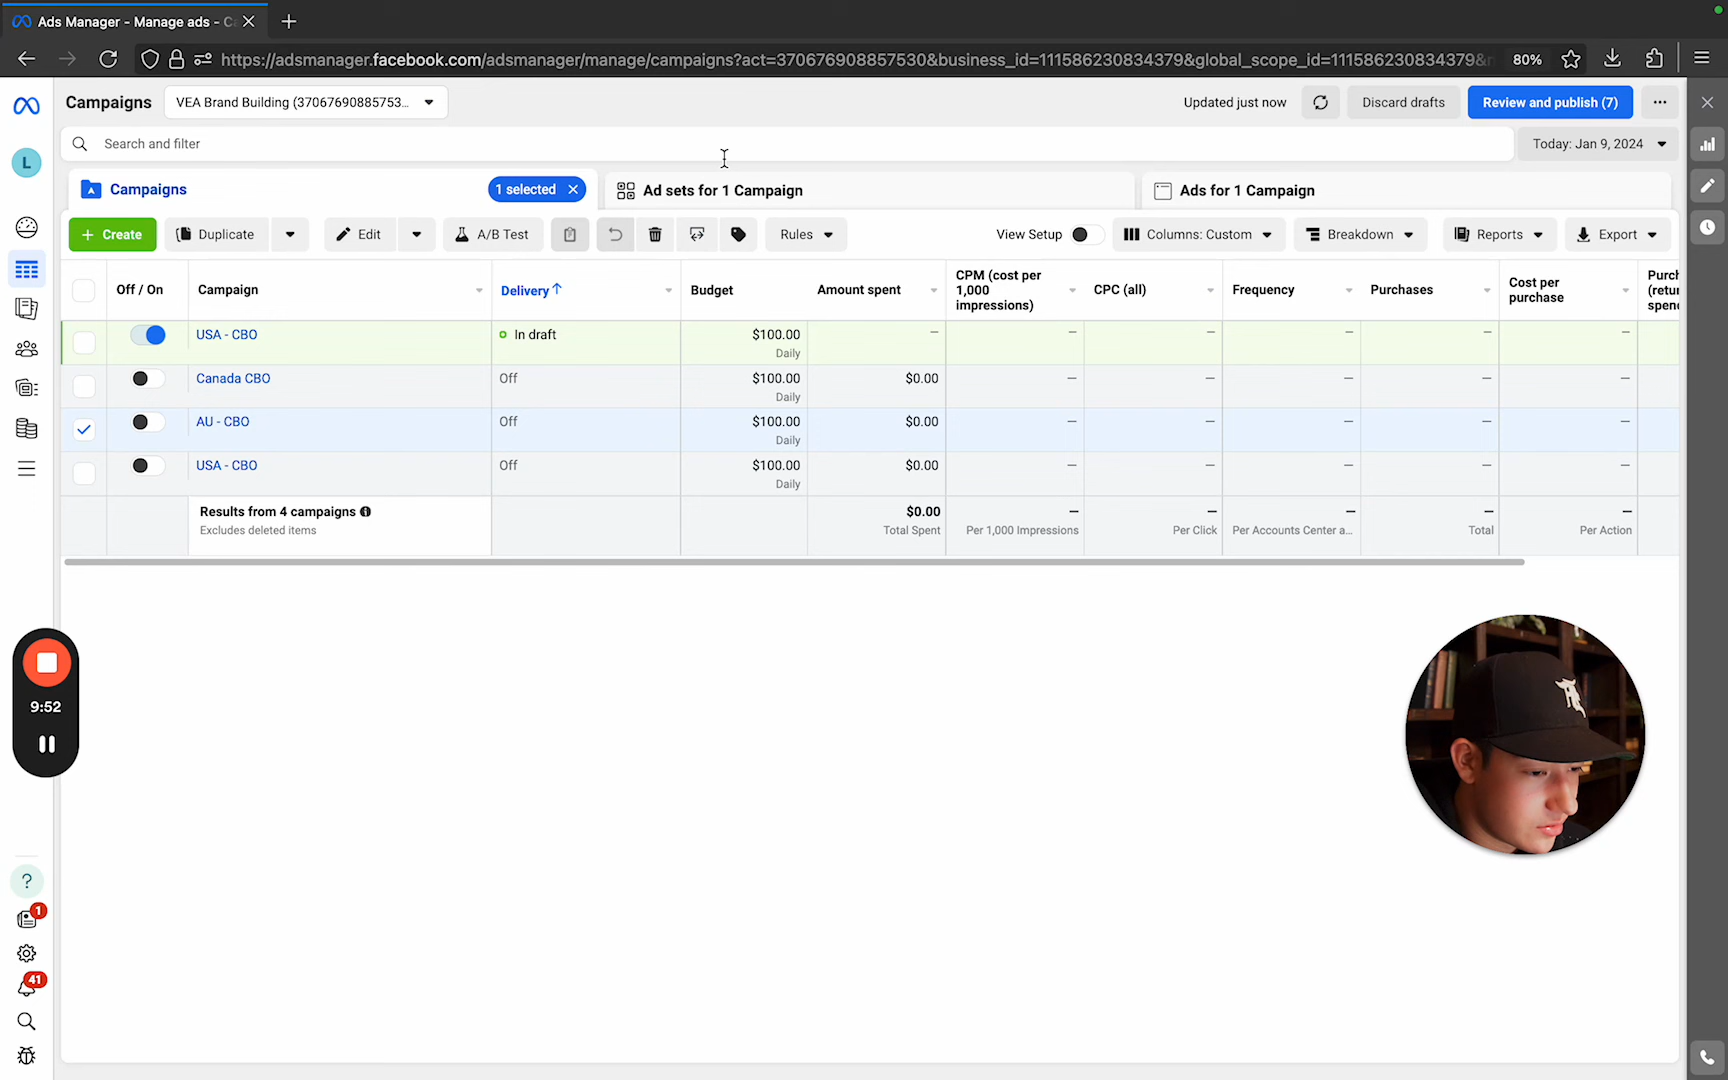 Ads Manager - Manage ads - C
https://adsmanager.facebook.com/adsmanager/manage/campaigns?act=370676908857530&business_id=111586230834379&global_scope_id=111586230834379&
80%
Campaigns
VEA Brand Building (37067690885753...
Updated just now
Discard drafts
Review and publish (7)
L
Search and filter
Today: Jan 9, 2024
Campaigns
1 selected
Ad sets for 1 Campaign
Ads for 1 Campaign
+ Create
Duplicate
Edit
A/B Test
Rules
View Setup
Columns: Custom
Breakdown
Reports
Export
Off / On
Campaign
Delivery ↑
Budget
Amount spent
CPM (cost per
1,000
impressions)
CPC (all)
Frequency
Purchases
Cost per
purchase
Purch
(retu
spen
USA - CBO
In draft
$100.00
Daily
— — — — — —
Canada CBO
Off
$100.00
Daily
$0.00
— — — — —
AU - CBO
Off
$100.00
Daily
$0.00
— — — — —
USA - CBO
Off
$100.00
Daily
$0.00
— — — — —
Results from 4 campaigns
Excludes deleted items
$0.00
Total Spent
—
Per 1,000 Impressions
—
Per Click
—
Per Accounts Center a...
—
Total
—
Per Action
9:52
?
1
41